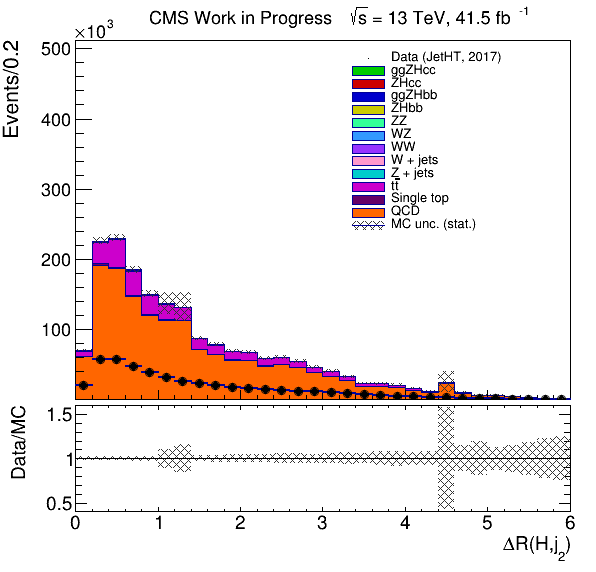 CMS Work in Progress √s = 13 TeV, 41.5 fb⁻¹
×10³
Events/0.2
500
400
300
200
100
Data (JetHT, 2017)
ggZHcc
ZHcc
ggZHbb
ZHbb
ZZ
WZ
WW
W + jets
Z + jets
tt̅
Single top
QCD
MC unc. (stat.)
Data/MC
1.5
1
0.5
0 1 2 3 4 5 6
ΔR(H,j₂)